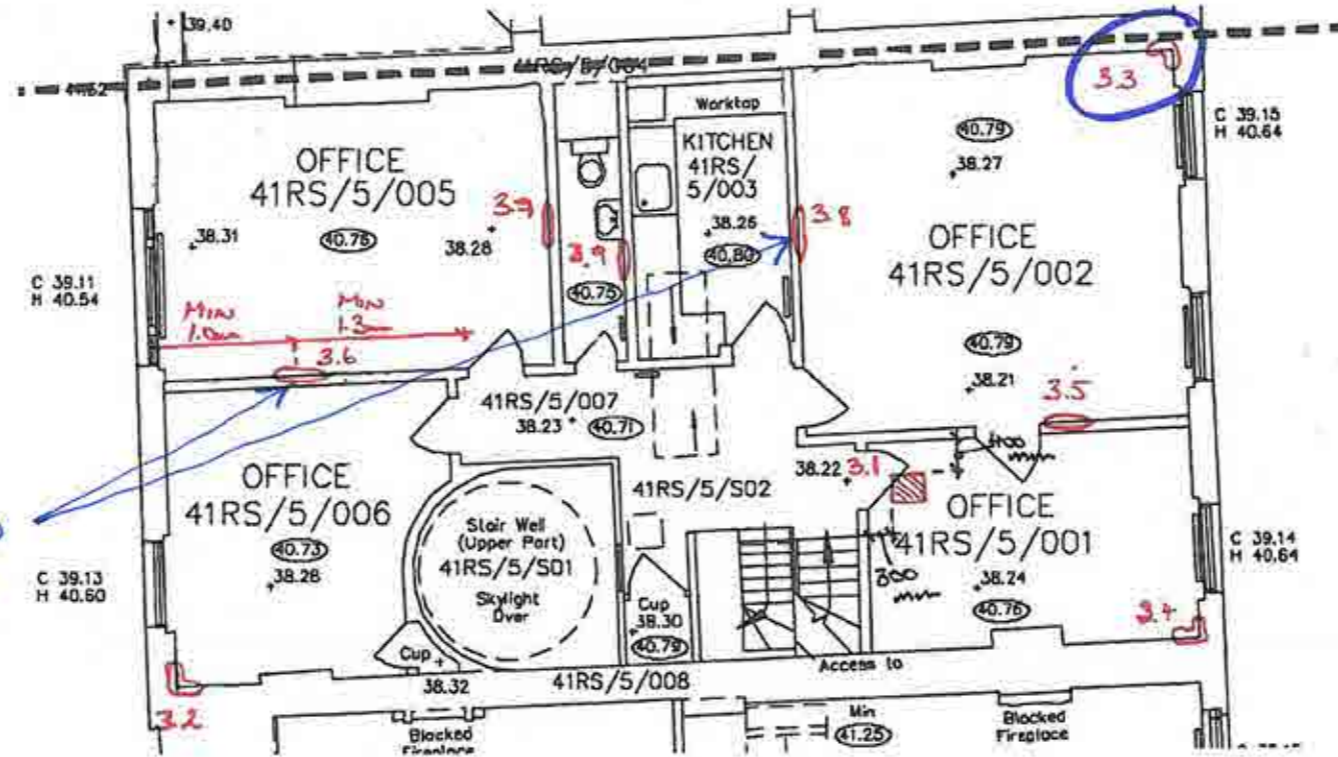 39.40
41RS/5/004
3.3
C 39.15
H 40.64
Worktop
KITCHEN
41RS/
5/003
38.26
40.80
40.79
38.27
OFFICE
41RS/5/005
38.31
40.76
38.28
3.9
3.9
40.75
3.8
OFFICE
41RS/5/002
C 39.11
H 40.54
MIN
1.0m
MIN
1.3m
3.6
40.79
38.21
3.5
41RS/5/007
38.23
40.71
OFFICE
41RS/5/006
40.73
38.28
C 39.13
H 40.60
38.22
3.1
400
41RS/5/S02
OFFICE
41RS/5/001
300
38.24
40.76
C 39.14
H 40.64
Stair Well
(Upper Part)
41RS/5/S01
Skylight
Over
Cup
38.30
40.79
3.4
Cup
38.32
41RS/5/008
Access to
3.2
Blocked
Fireplace
Min
41.25
Blocked
Fireplace